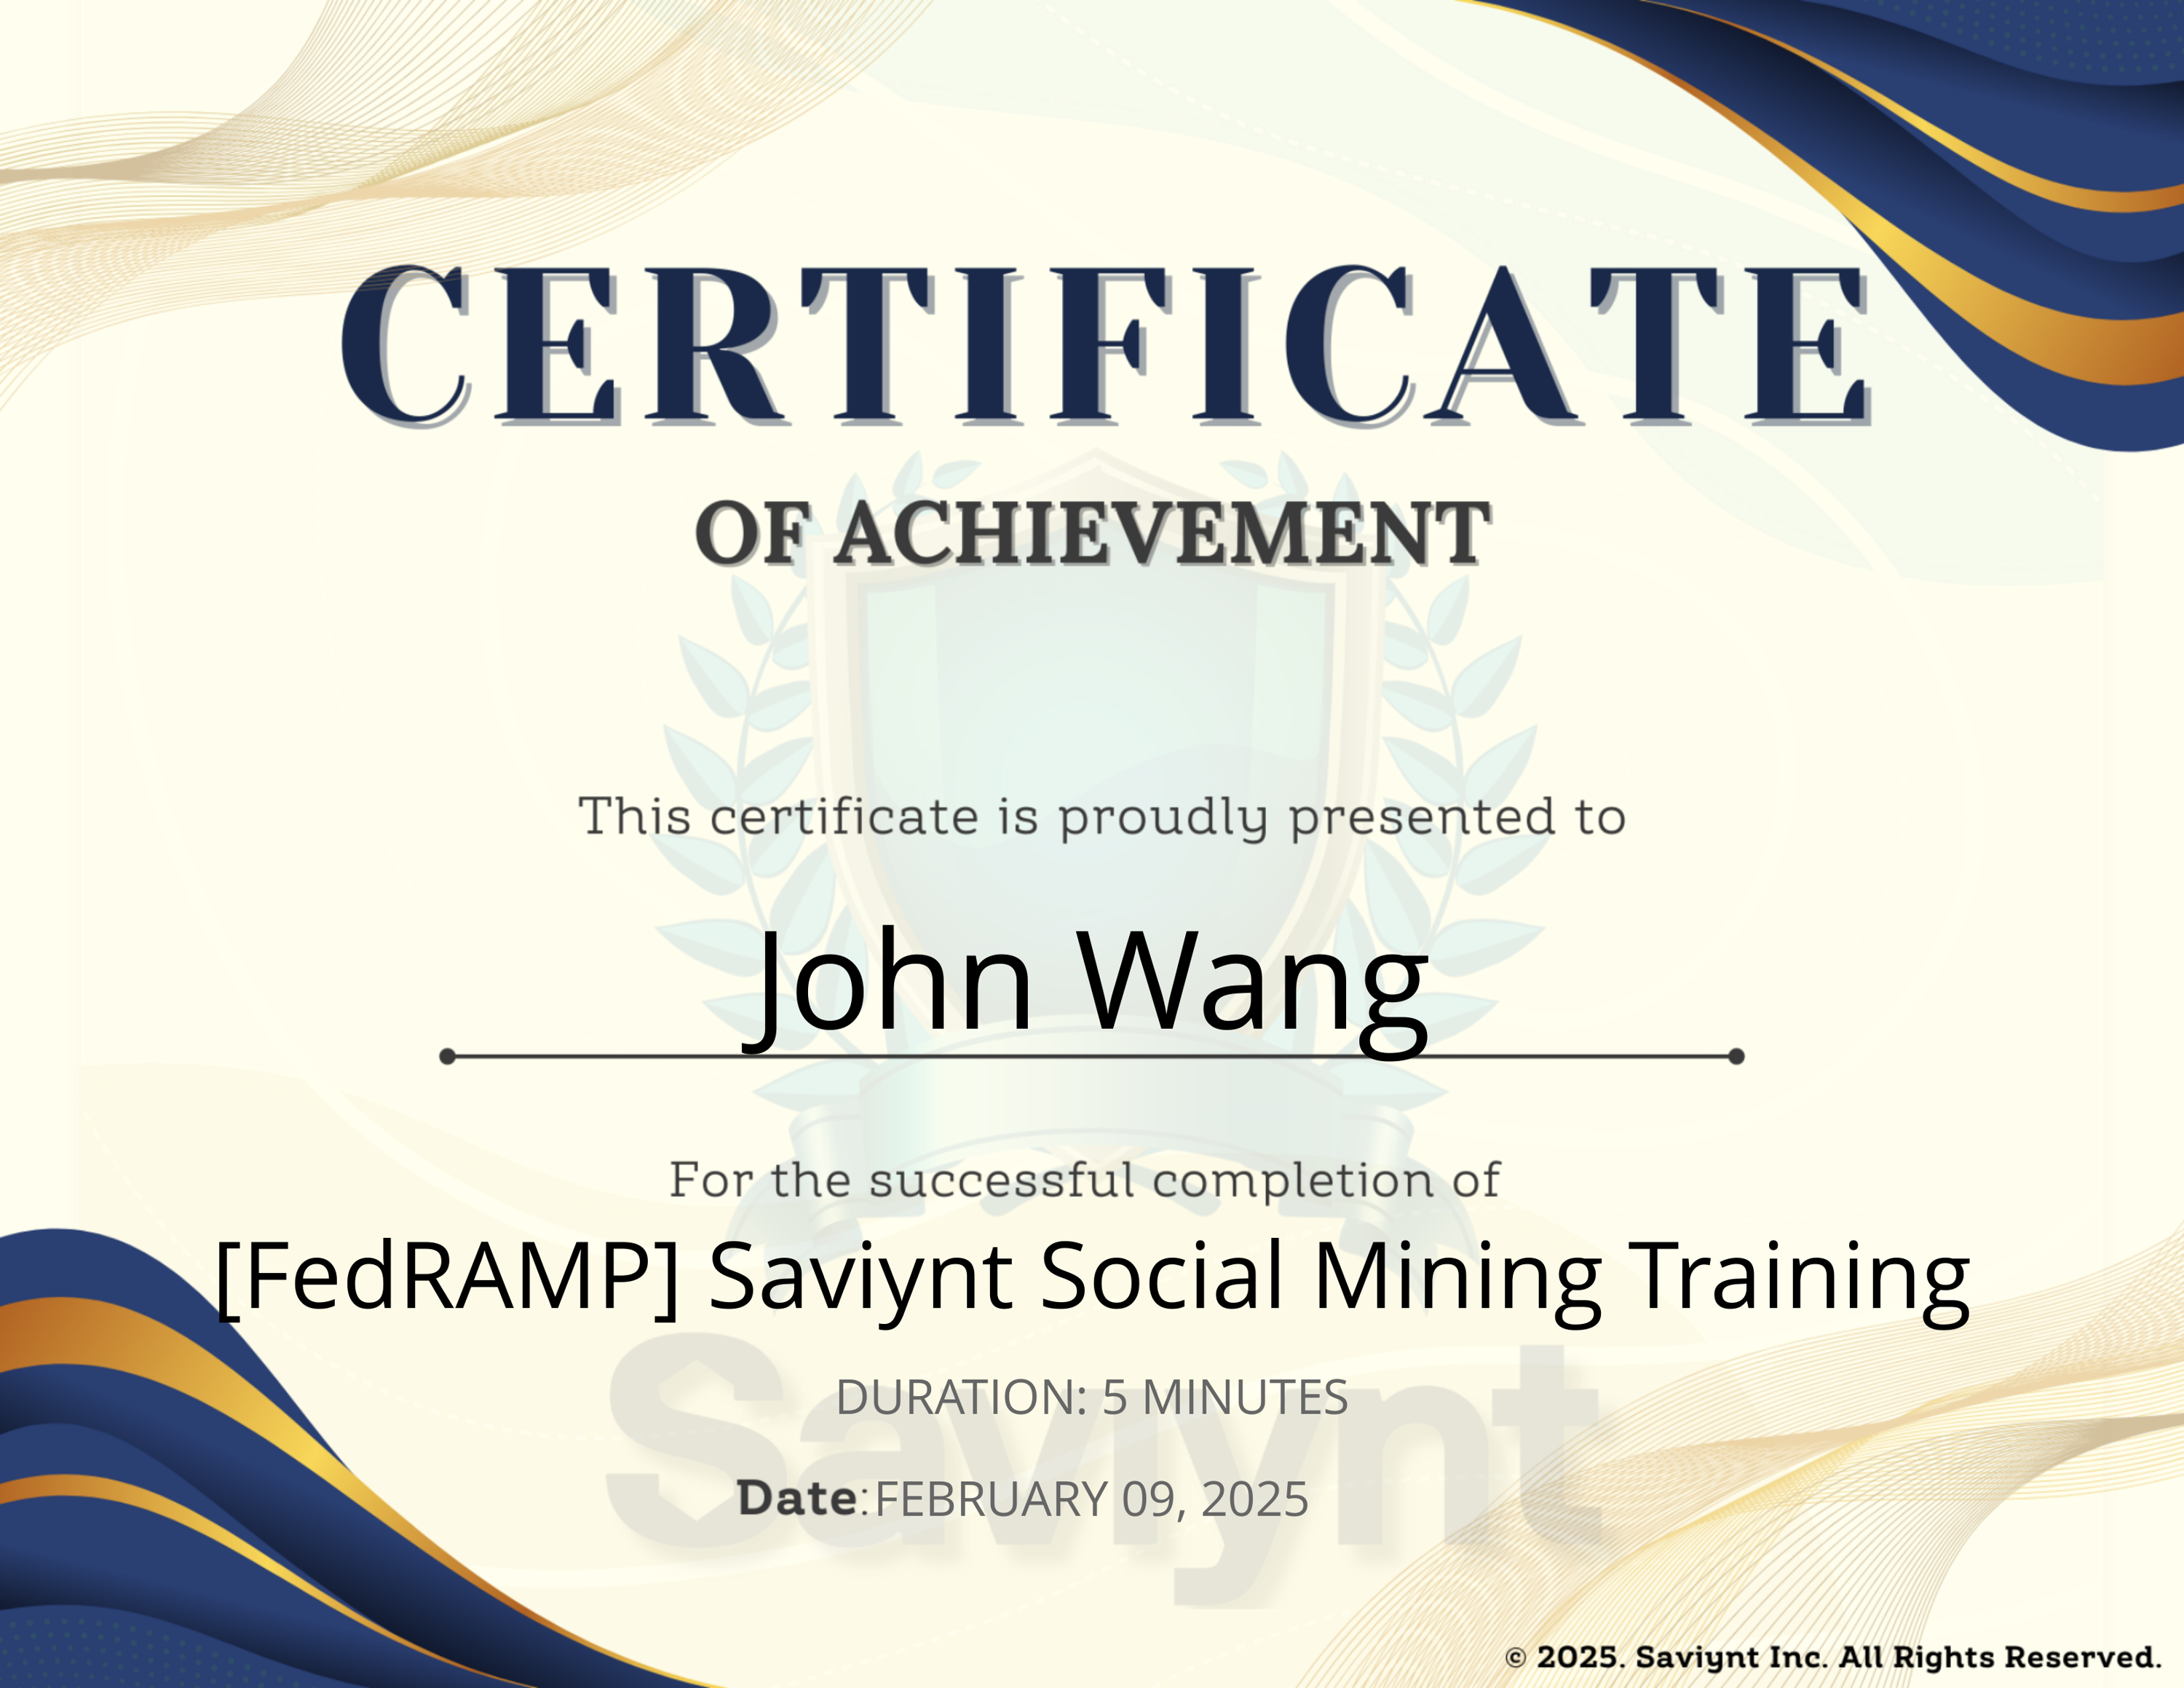 CERTIFICATE
OF ACHIEVEMENT
This certificate is proudly presented to
John Wang
For the successful completion of
[FedRAMP] Saviynt Social Mining Training
Saviynt
DURATION: 5 MINUTES
Date: FEBRUARY 09, 2025
© 2025. Saviynt Inc. All Rights Reserved.